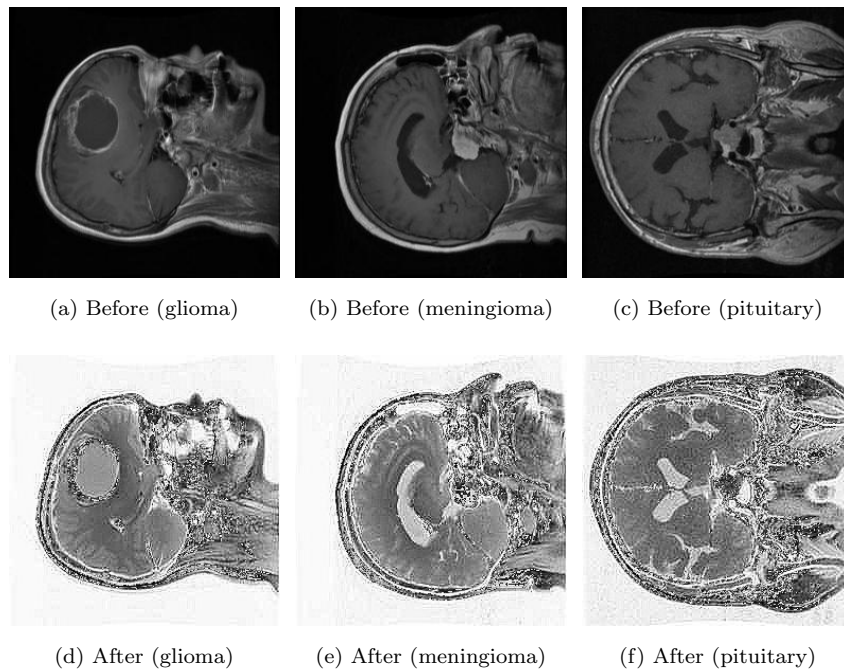 (a) Before (glioma)
(b) Before (meningioma)
(c) Before (pituitary)
(d) After (glioma)
(e) After (meningioma)
(f) After (pituitary)